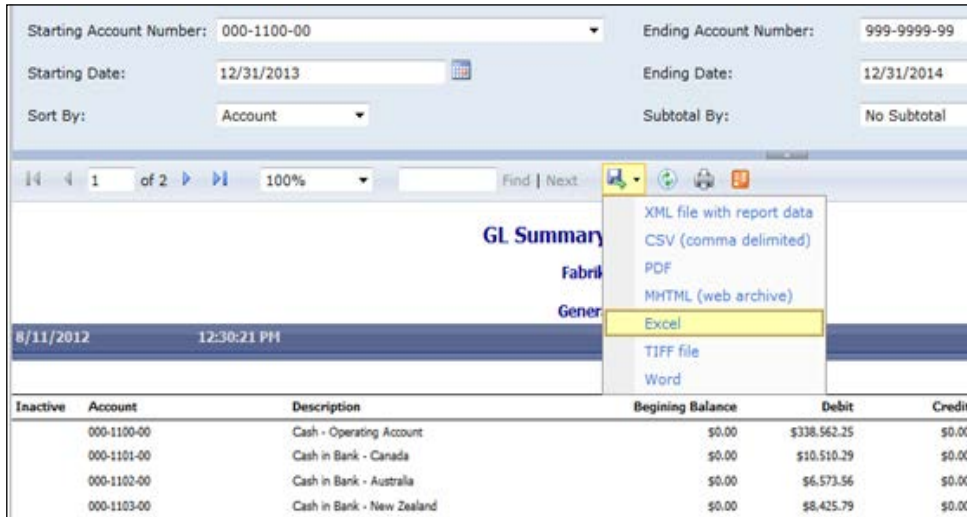 Starting Account Number: 000-1100-00 Ending Account Number: 999-9999-99
Starting Date: 12/31/2013 Ending Date: 12/31/2014
Sort By: Account Subtotal By: No Subtotal
1 of 2 100% Find | Next
XML file with report data
GL Summary CSV (comma delimited)
Fabrik PDF
MHTML (web archive)
Gener
8/11/2012 12:30:21 PM Excel
TIFF file
Word
Inactive Account Description Begining Balance Debit Credit
000-1100-00 Cash - Operating Account $0.00 $338,562.25 $0.00
000-1101-00 Cash in Bank - Canada $0.00 $10,510.29 $0.00
000-1102-00 Cash in Bank - Australia $0.00 $6,573.56 $0.00
000-1103-00 Cash in Bank - New Zealand $0.00 $8,425.79 $0.00